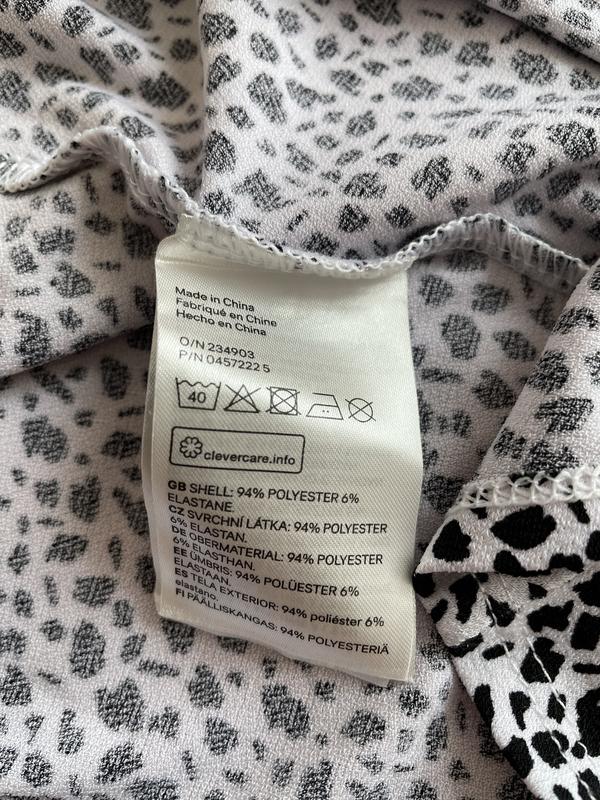 Made in China
Fabriqué en Chine
Hecho en China
O/N 234903
P/N 0457222 5
40
clevercare.info
GB SHELL: 94% POLYESTER 6%
ELASTANE.
CZ SVRCHNÍ LÁTKA: 94% POLYESTER
6% ELASTAN.
DE OBERMATERIAL: 94% POLYESTER
6% ELASTHAN.
EE ÜMBRIS: 94% POLÜESTER 6%
ELASTAAN.
ES TELA EXTERIOR: 94% poliéster 6%
elastano.
FI PÄÄLLISKANGAS: 94% POLYESTERIÄ